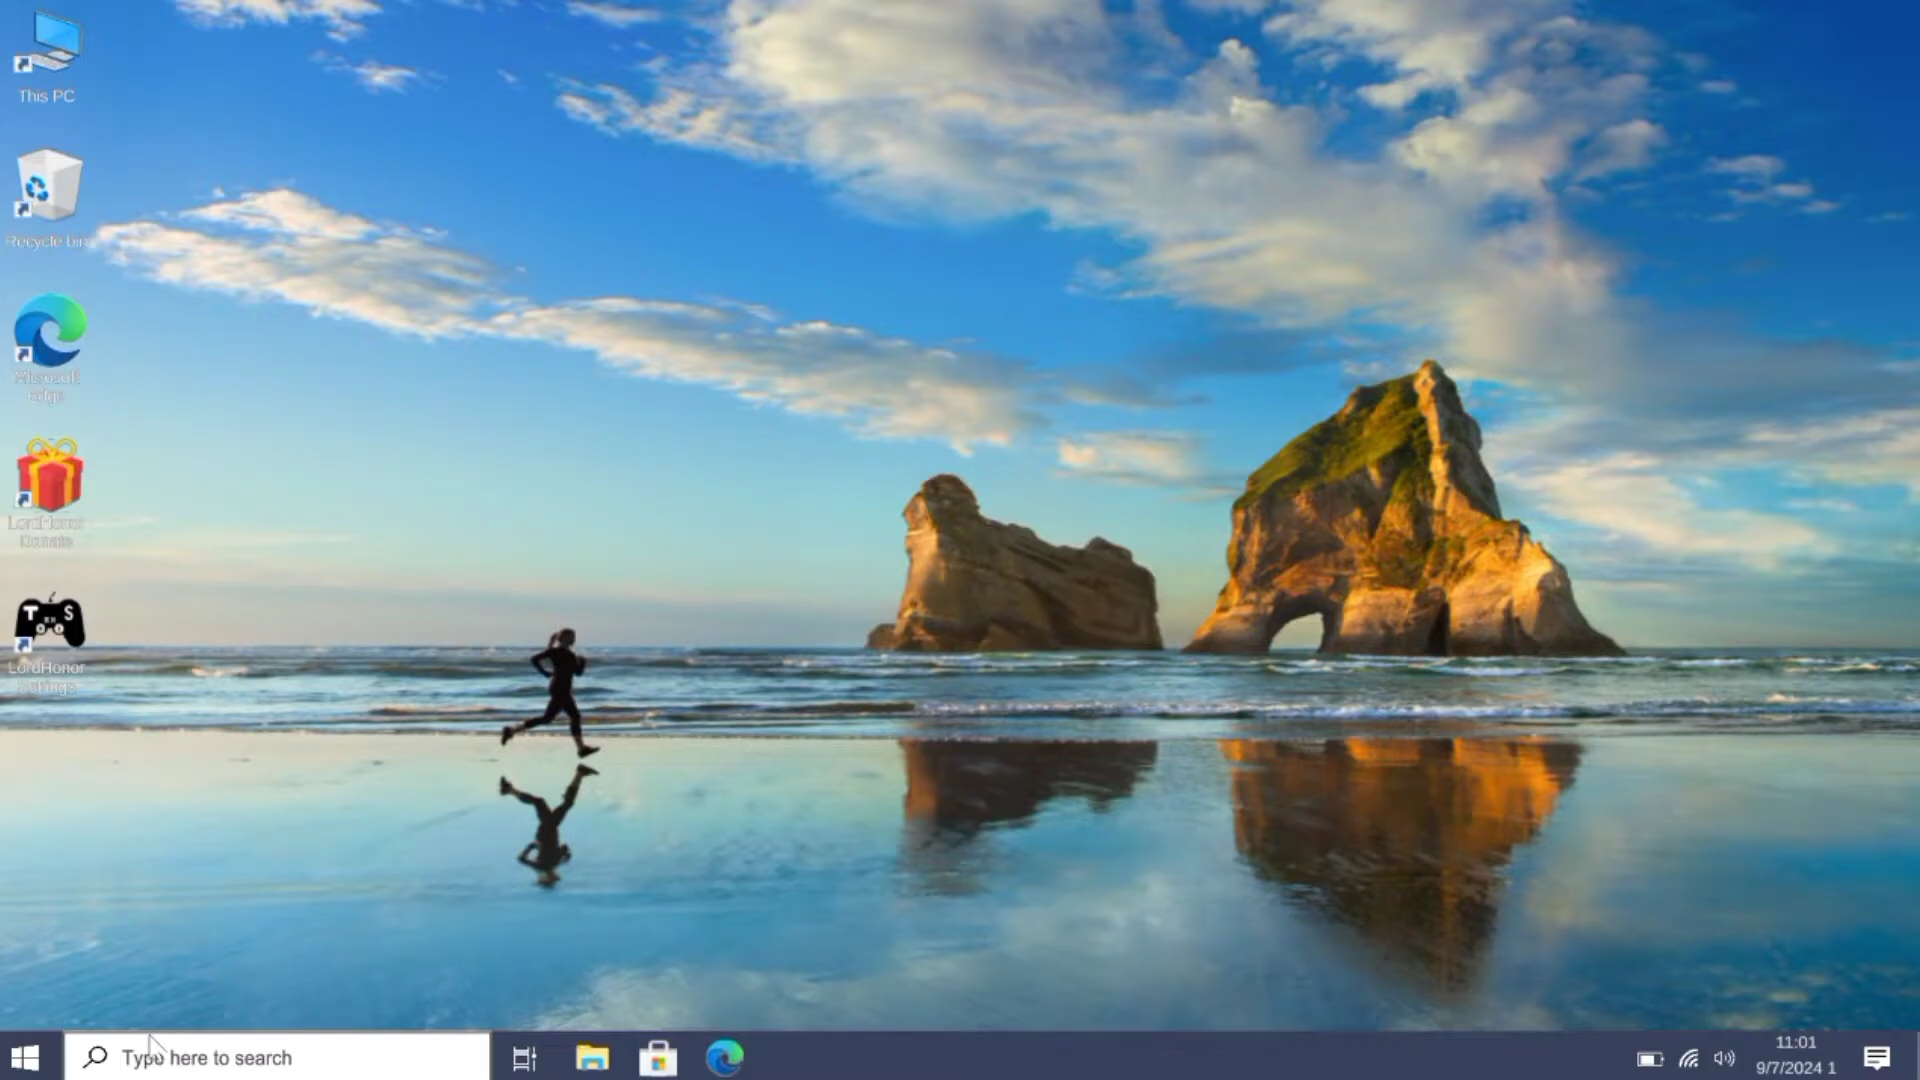 This PC
Recycle bin
Microsoft
edge
LordHonor
Donate
T S
LordHonor
Settings
Type here to search
11:01
9/7/2024 1